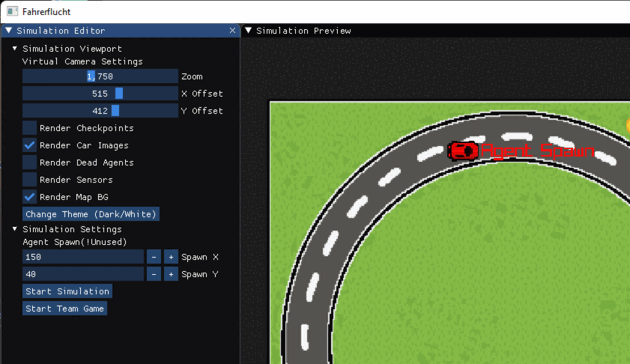 Fahrerflucht
Simulation Editor
Simulation Preview
Simulation Viewport
Virtual Camera Settings
1,750 Zoom
515 X Offset
412 Y Offset
Render Checkpoints
Render Car Images
Render Dead Agents
Render Sensors
Render Map BG
Change Theme (Dark/White)
Simulation Settings
Agent Spawn(!Unused)
150 - + Spawn X
40 - + Spawn Y
Start Simulation
Start Team Game
Agent Spawn